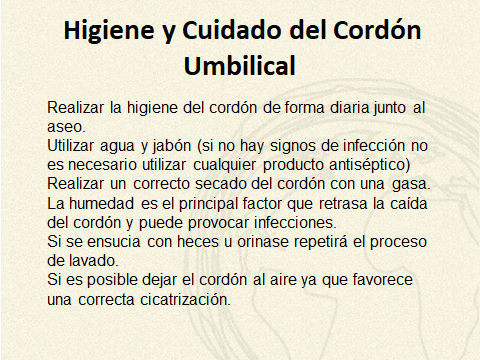 Higiene y Cuidado del Cordón
Umbilical
Realizar la higiene del cordón de forma diaria junto al
aseo.
Utilizar agua y jabón (si no hay signos de infección no
es necesario utilizar cualquier producto antiséptico)
Realizar un correcto secado del cordón con una gasa.
La humedad es el principal factor que retrasa la caída
del cordón y puede provocar infecciones.
Si se ensucia con heces u orinase repetirá el proceso
de lavado.
Si es posible dejar el cordón al aire ya que favorece
una correcta cicatrización.